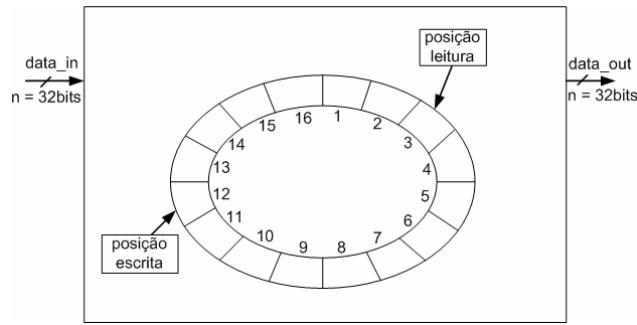 posição
leitura
data_in
n = 32bits
data_out
n = 32bits
16
1
15
2
14
3
13
4
12
5
11
6
10
7
9
8
posição
escrita